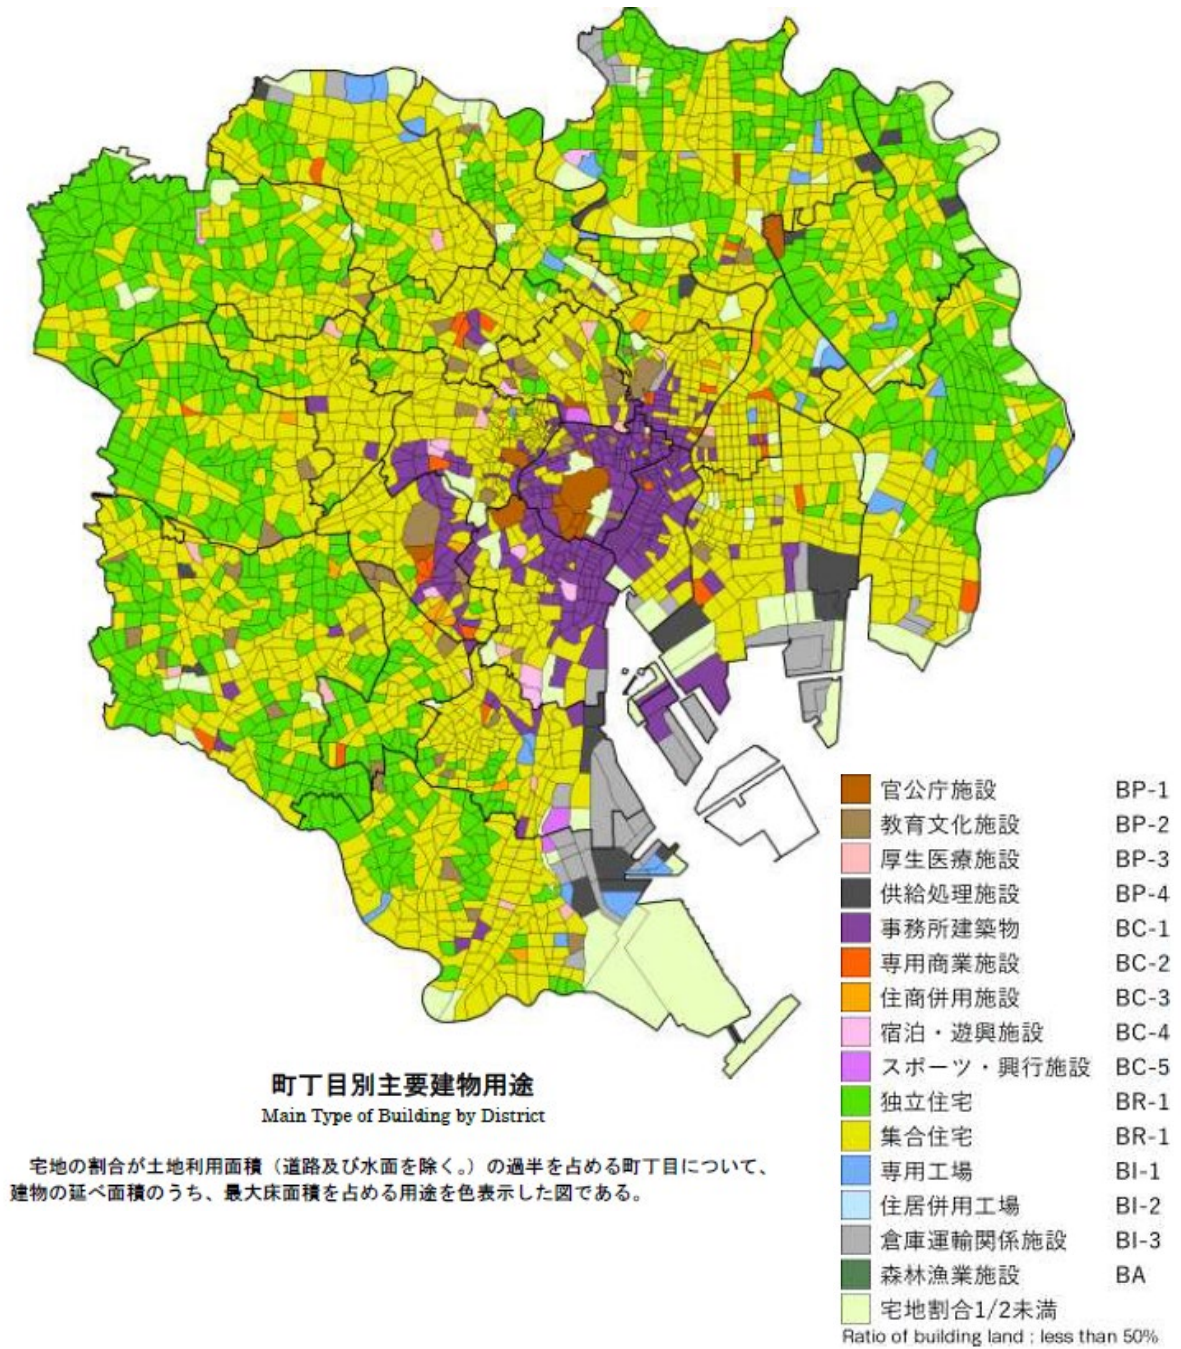 官公庁施設 BP-1
教育文化施設 BP-2
厚生医療施設 BP-3
供給処理施設 BP-4
事務所建築物 BC-1
専用商業施設 BC-2
住商併用施設 BC-3
宿泊・遊興施設 BC-4
スポーツ・興行施設 BC-5
独立住宅 BR-1
集合住宅 BR-1
専用工場 BI-1
住居併用工場 BI-2
倉庫運輸関係施設 BI-3
森林漁業施設 BA
宅地割合1/2未満
Ratio of building land : less than 50%
町丁目別主要建物用途
Main Type of Building by District
宅地の割合が土地利用面積（道路及び水面を除く。）の過半を占める町丁目について、
建物の延べ面積のうち、最大床面積を占める用途を色表示した図である。